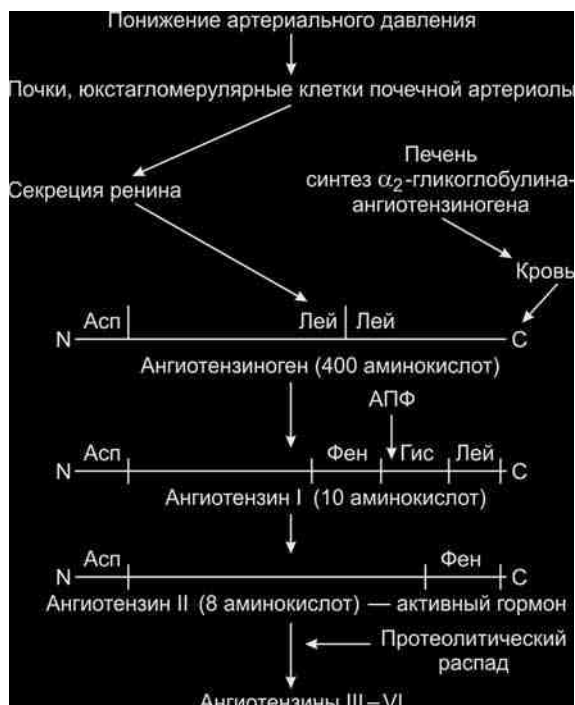 Понижение артериального давления
Почки, юкстагломерулярные клетки почечной артериолы
Печень
синтез α₂-гликоглобулина-
ангиотензиногена
Секреция ренина
Кровь
Асп Лей Лей
N C
Ангиотензиноген (400 аминокислот)
АПФ
Фен Гис Лей
N C
Ангиотензин I (10 аминокислот)
Асп Фен
N C
Ангиотензин II (8 аминокислот) — активный гормон
Протеолитический
распад
Ангиотензины III–VI